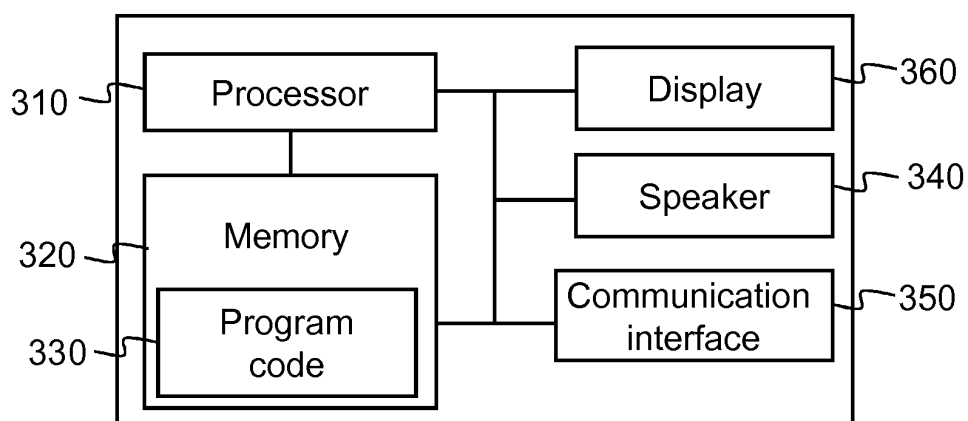 310
Processor
Display
360
Speaker
340
320
Memory
Communication
interface
350
330
Program
code